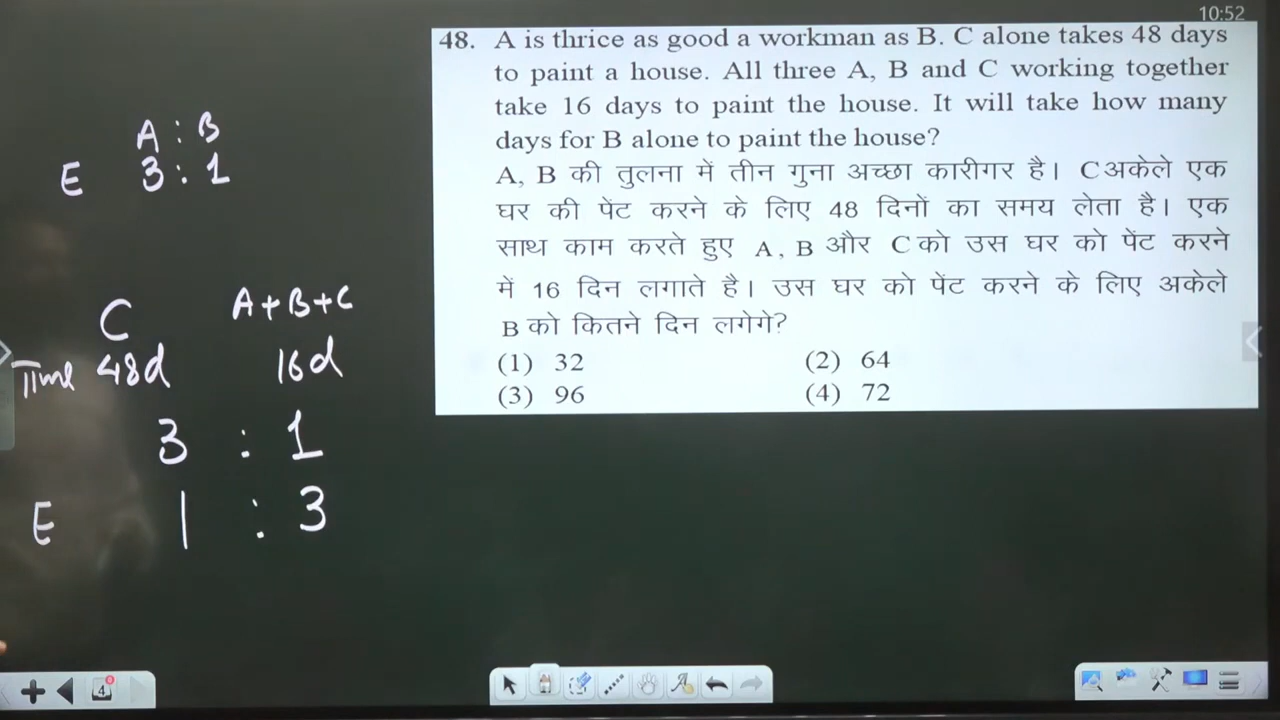 10:52
48. A is thrice as good a workman as B. C alone takes 48 days
to paint a house. All three A, B and C working together
take 16 days to paint the house. It will take how many
days for B alone to paint the house?
A, B की तुलना में तीन गुना अच्छा कारीगर है। C अकेले एक
घर की पेंट करने के लिए 48 दिनों का समय लेता है। एक
साथ काम करते हुए A, B और C को उस घर को पेंट करने
में 16 दिन लगाते है। उस घर को पेंट करने के लिए अकेले
B को कितने दिन लगेगे?
(1) 32 (2) 64
(3) 96 (4) 72
A : B
E 3 : 1
C A+B+C
Time 48d 16d
3 : 1
E 1 : 3
4